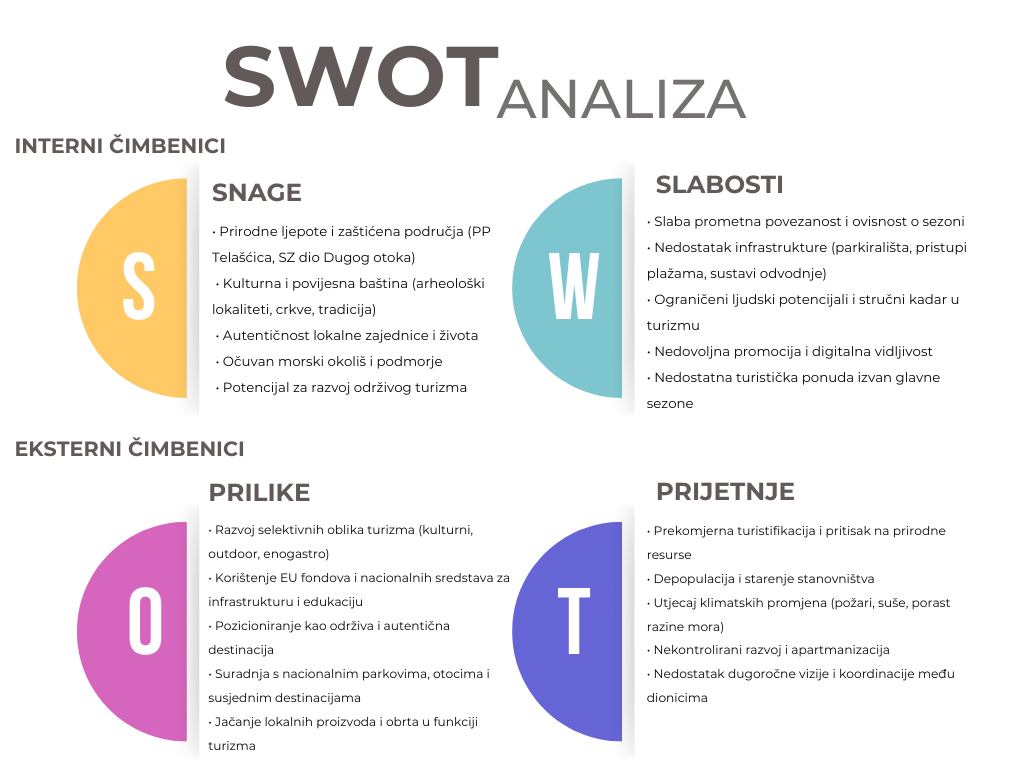 SWOT ANALIZA
INTERNI ČIMBENICI
S
SNAGE
• Prirodne ljepote i zaštićena područja (PP
Telašćica, SZ dio Dugog otoka)
• Kulturna i povijesna baština (arheološki
lokaliteti, crkve, tradicija)
• Autentičnost lokalne zajednice i života
• Očuvan morski okoliš i podmorje
• Potencijal za razvoj održivog turizma
W
SLABOSTI
• Slaba prometna povezanost i ovisnost o sezoni
• Nedostatak infrastrukture (parkirališta, pristupi
plažama, sustavi odvodnje)
• Ograničeni ljudski potencijali i stručni kadar u
turizmu
• Nedovoljna promocija i digitalna vidljivost
• Nedostatna turistička ponuda izvan glavne
sezone
EKSTERNI ČIMBENICI
O
PRILIKE
• Razvoj selektivnih oblika turizma (kulturni,
outdoor, enogastro)
• Korištenje EU fondova i nacionalnih sredstava za
infrastrukturu i edukaciju
• Pozicioniranje kao održiva i autentična
destinacija
• Suradnja s nacionalnim parkovima, otocima i
susjednim destinacijama
• Jačanje lokalnih proizvoda i obrta u funkciji
turizma
T
PRIJETNJE
• Prekomjerna turistifikacija i pritisak na prirodne
resurse
• Depopulacija i starenje stanovništva
• Utjecaj klimatskih promjena (požari, suše, porast
razine mora)
• Nekontrolirani razvoj i apartmanizacija
• Nedostatak dugoročne vizije i koordinacije među
dionicima